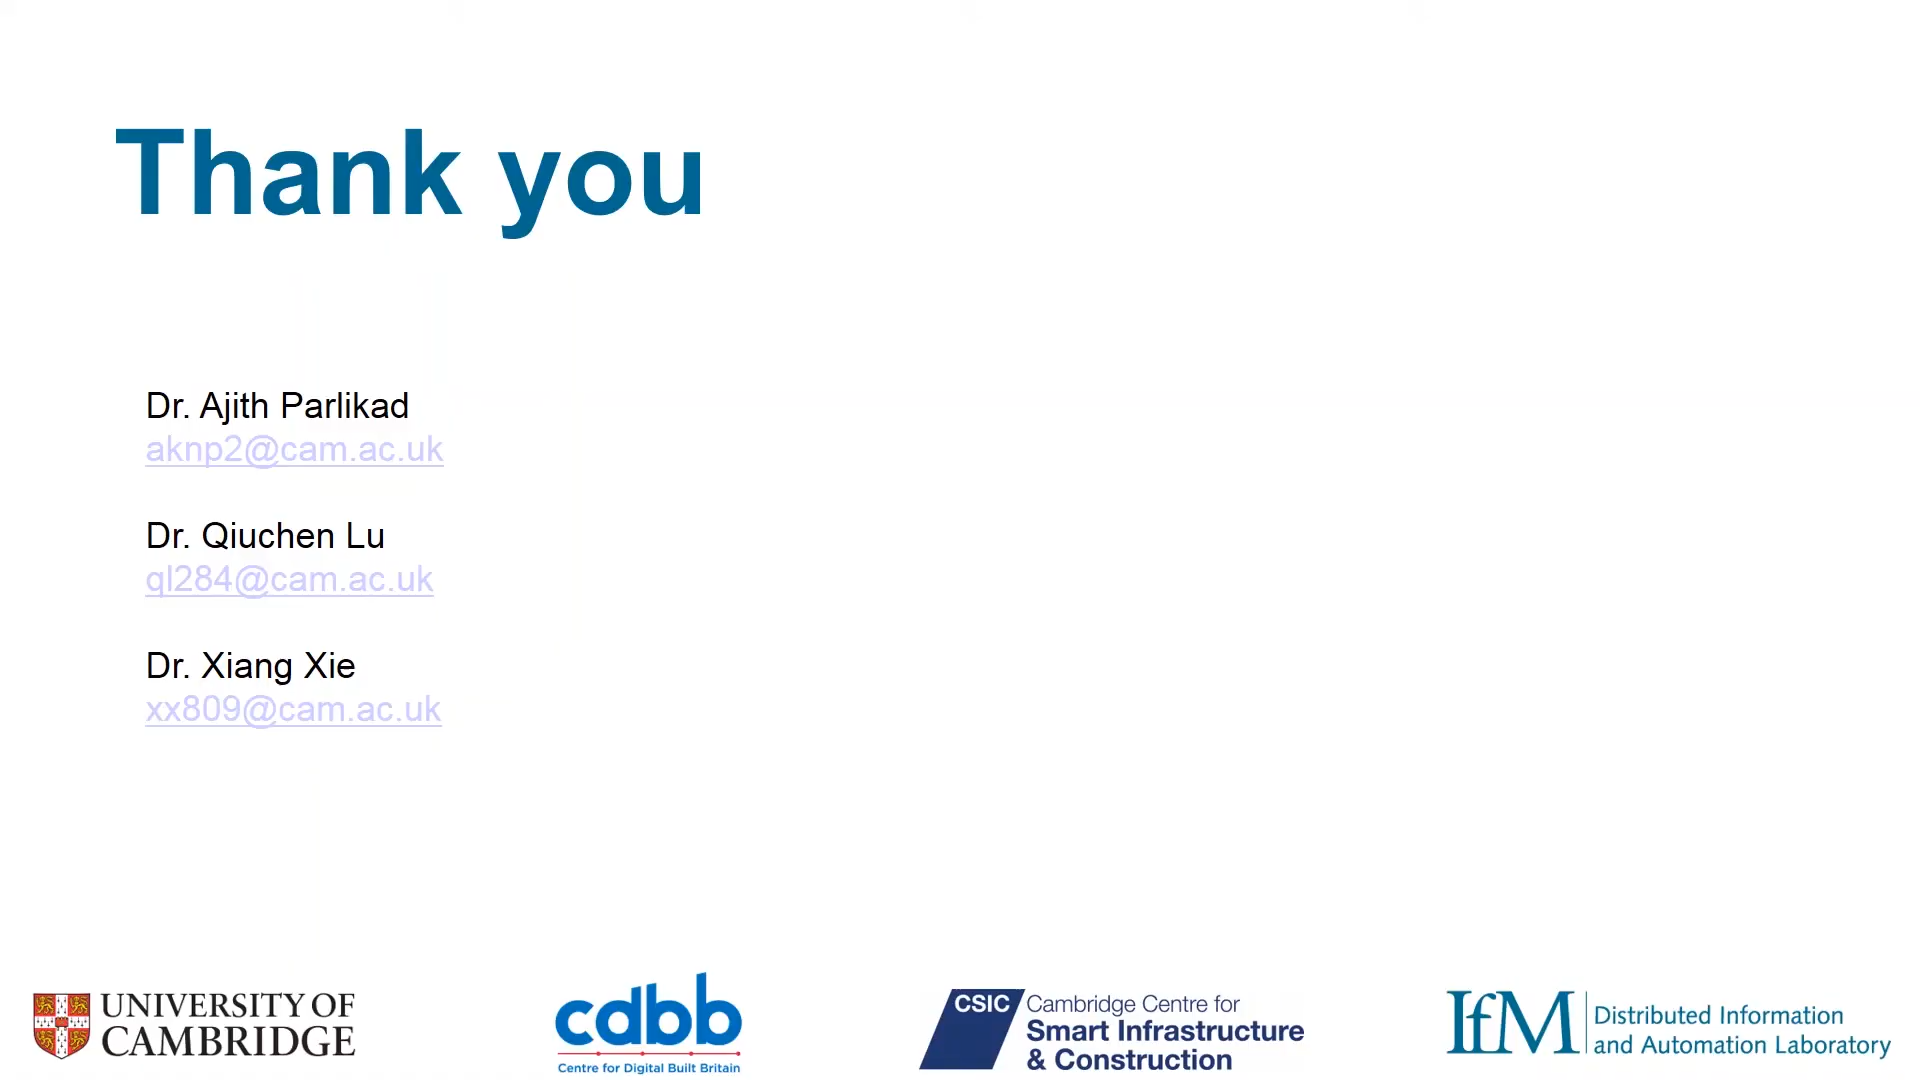 Thank you
Dr. Ajith Parlikad
aknp2@cam.ac.uk
Dr. Qiuchen Lu
ql284@cam.ac.uk
Dr. Xiang Xie
xx809@cam.ac.uk
UNIVERSITY OF
CAMBRIDGE
cdbb
Centre for Digital Built Britain
CSIC
Cambridge Centre for
Smart Infrastructure
& Construction
IfM
Distributed Information
and Automation Laboratory